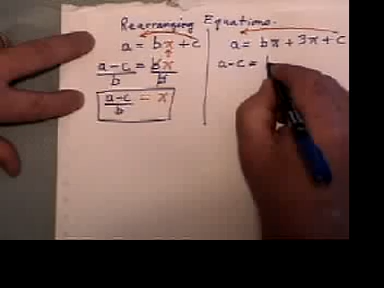 Rearranging Equations.
a = bx + c
a-c = bx
b b
a-c = x
b
a = bx + 3x + c
a-c =